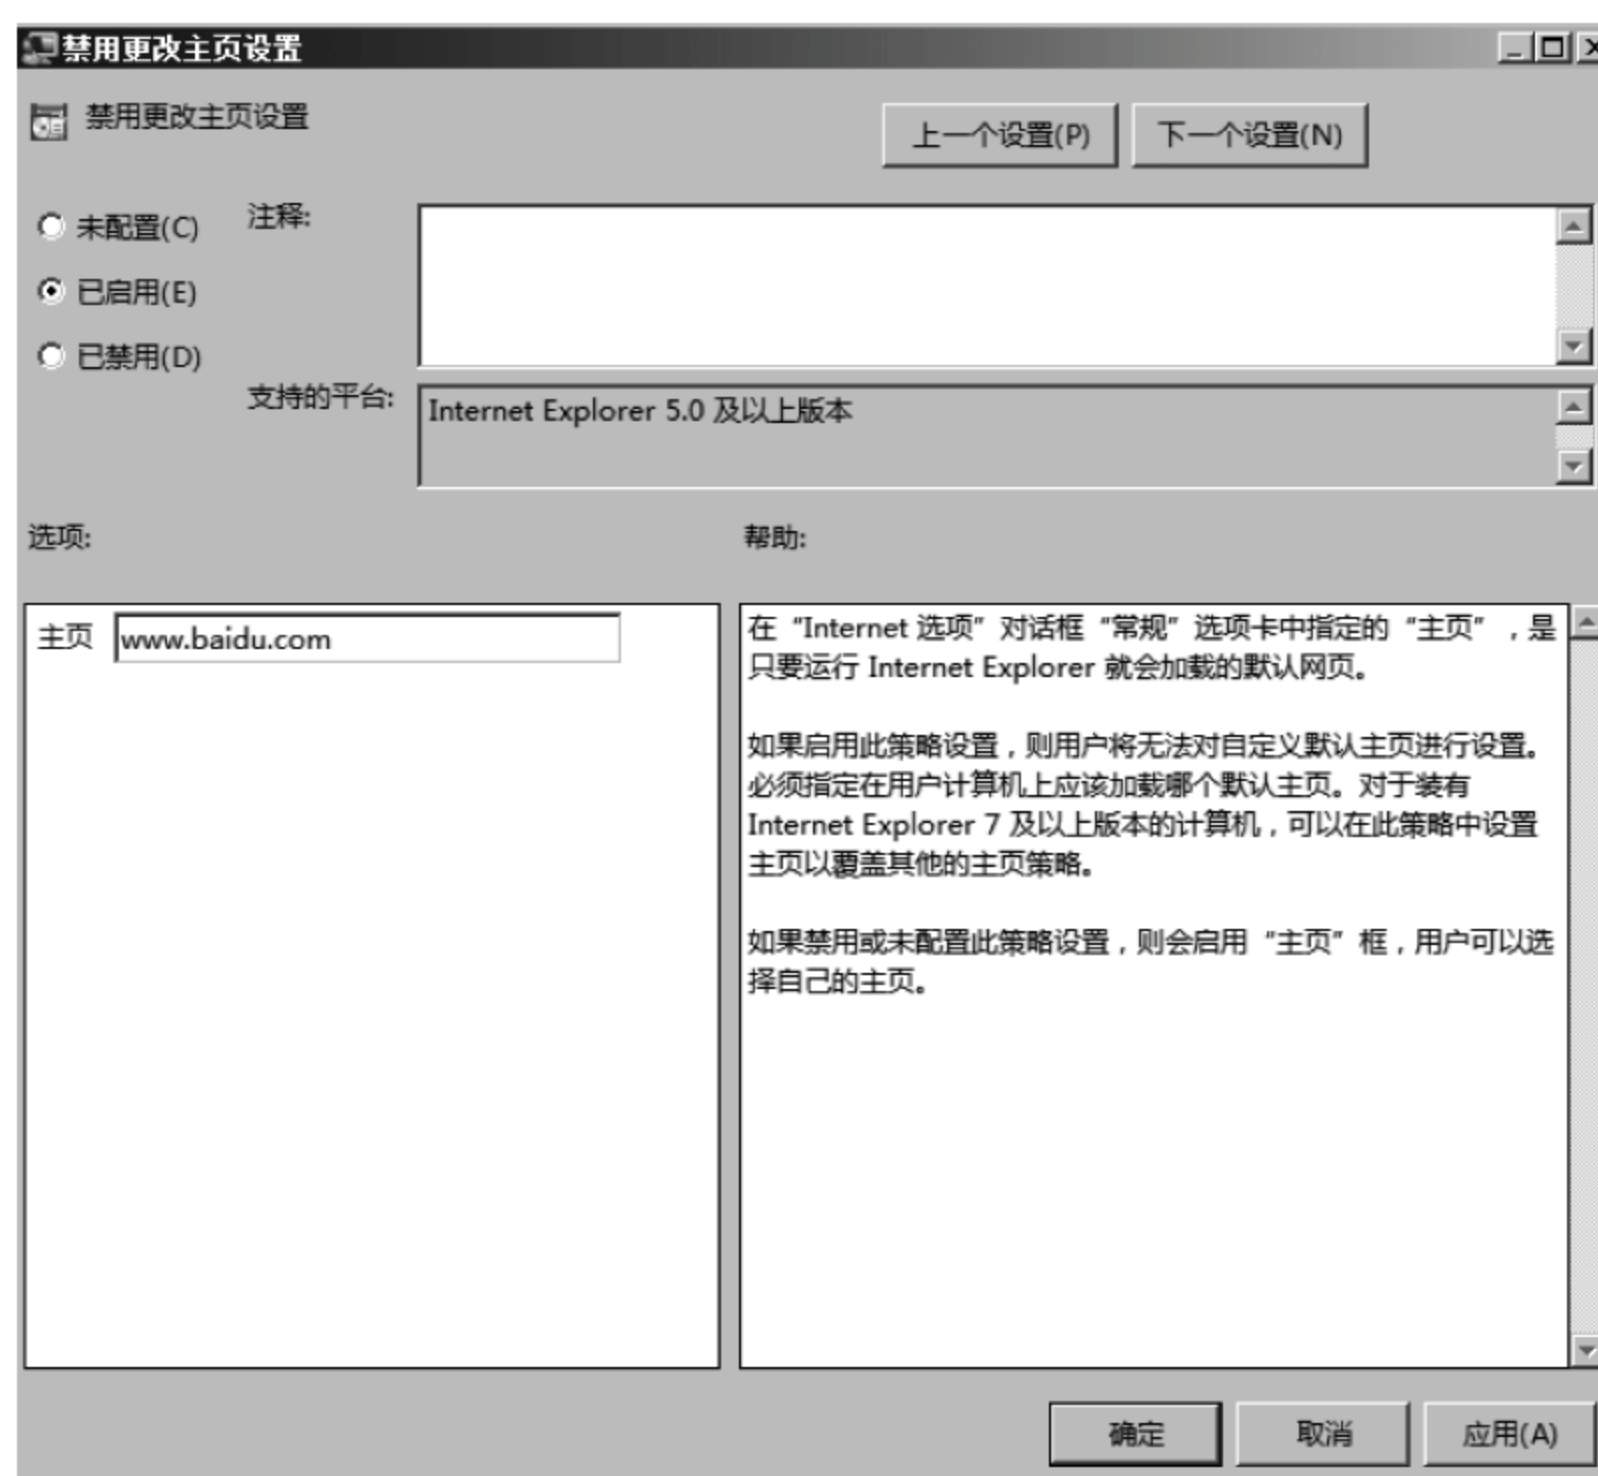 禁用更改主页设置
禁用更改主页设置
上一个设置(P)
下一个设置(N)
未配置(C)
注释:
已启用(E)
已禁用(D)
支持的平台:
Internet Explorer 5.0 及以上版本
选项:
帮助:
主页
www.baidu.com
在“Internet 选项”对话框“常规”选项卡中指定的“主页”，是
只要运行 Internet Explorer 就会加载的默认网页。
如果启用此策略设置，则用户将无法对自定义默认主页进行设置。
必须指定在用户计算机上应该加载哪个默认主页。对于装有
Internet Explorer 7 及以上版本的计算机，可以在此策略中设置
主页以覆盖其他的主页策略。
如果禁用或未配置此策略设置，则会启用“主页”框，用户可以选
择自己的主页。
确定
取消
应用(A)